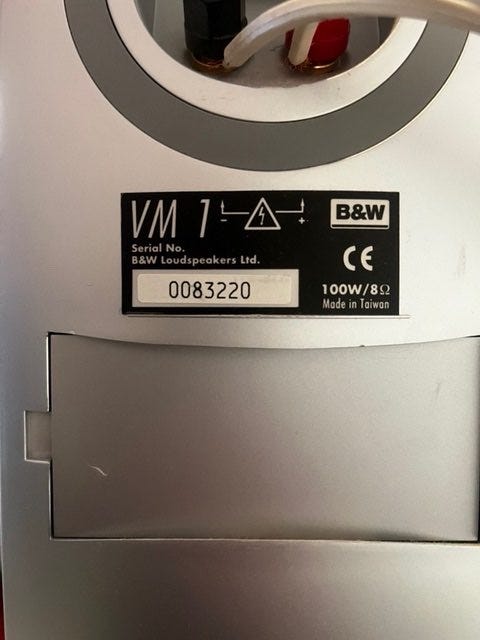 VM 1
- +
B&W
Serial No.
B&W Loudspeakers Ltd.
CE
0083220
100W/8Ω
Made in Taiwan